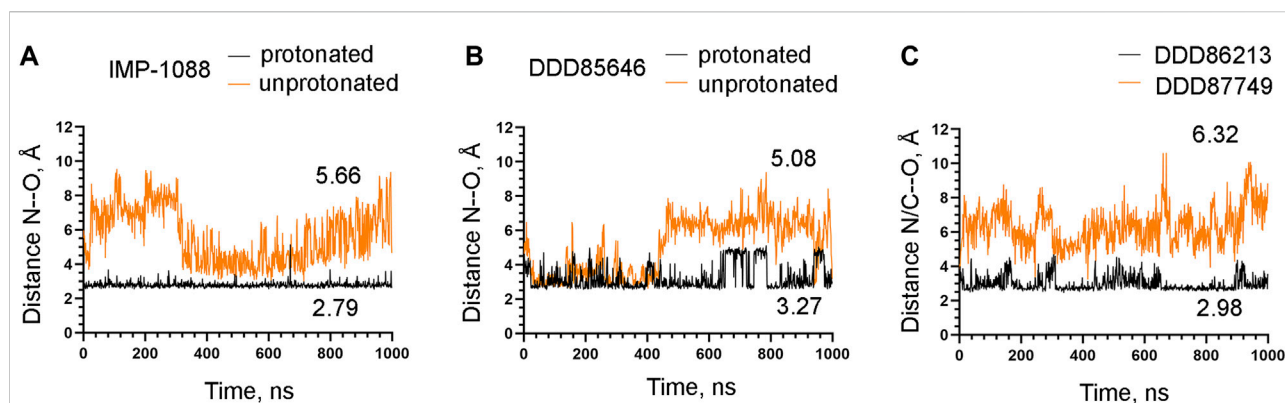 A
IMP-1088
protonated
unprotonated
Distance N--O, Å
12
10
8
6
4
2
0
5.66
2.79
0 200 400 600 800 1000
Time, ns
B
DDD85646
protonated
unprotonated
Distance N--O, Å
12
10
8
6
4
2
0
5.08
3.27
0 200 400 600 800 1000
Time, ns
C
DDD86213
DDD87749
Distance N/C--O, Å
12
10
8
6
4
2
0
6.32
2.98
0 200 400 600 800 1000
Time, ns